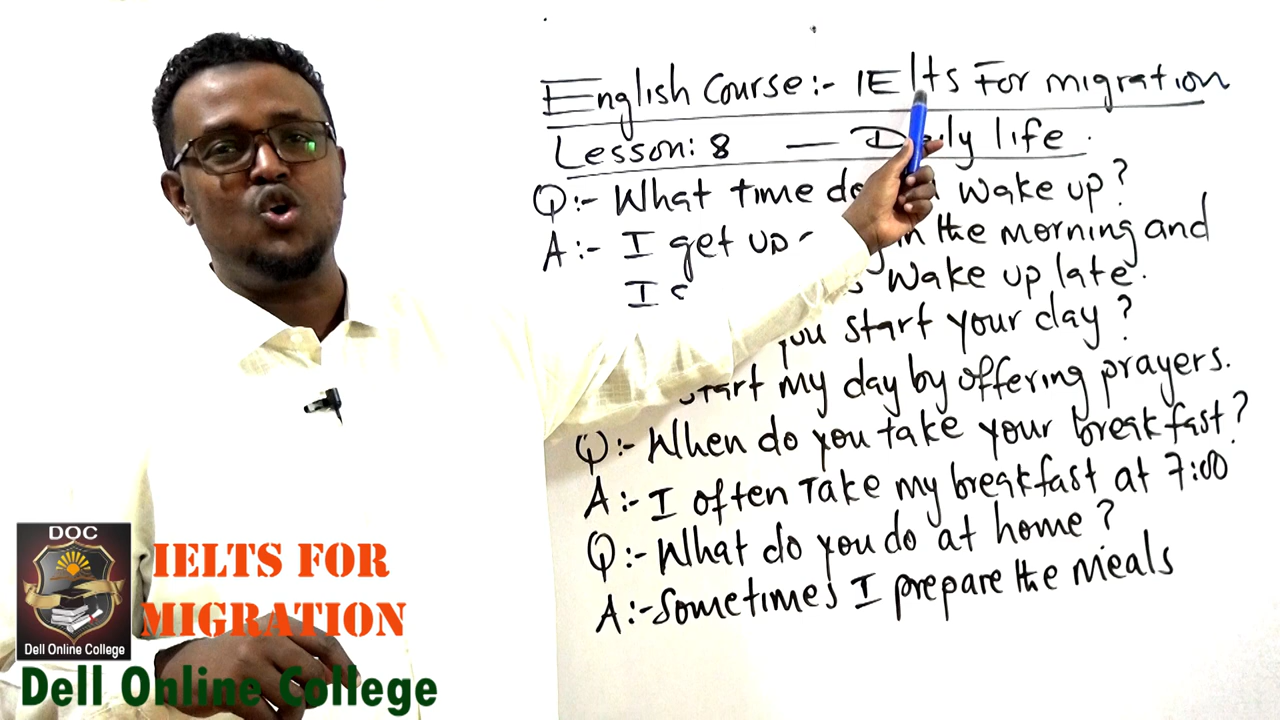 English Course:- IElts For migration
Lesson: 8 — Daily life.
Q:- What time do wake up?
A:- I get up in the morning and
I wake up late.
you start your day?
start my day by offering prayers.
Q:- When do you take your breakfast?
A:- I often Take my breakfast at 7:00
Q:- What do you do at home?
A:- Sometimes I prepare the meals
DOC
Dell Online College
IELTS FOR
MIGRATION
Dell Online College